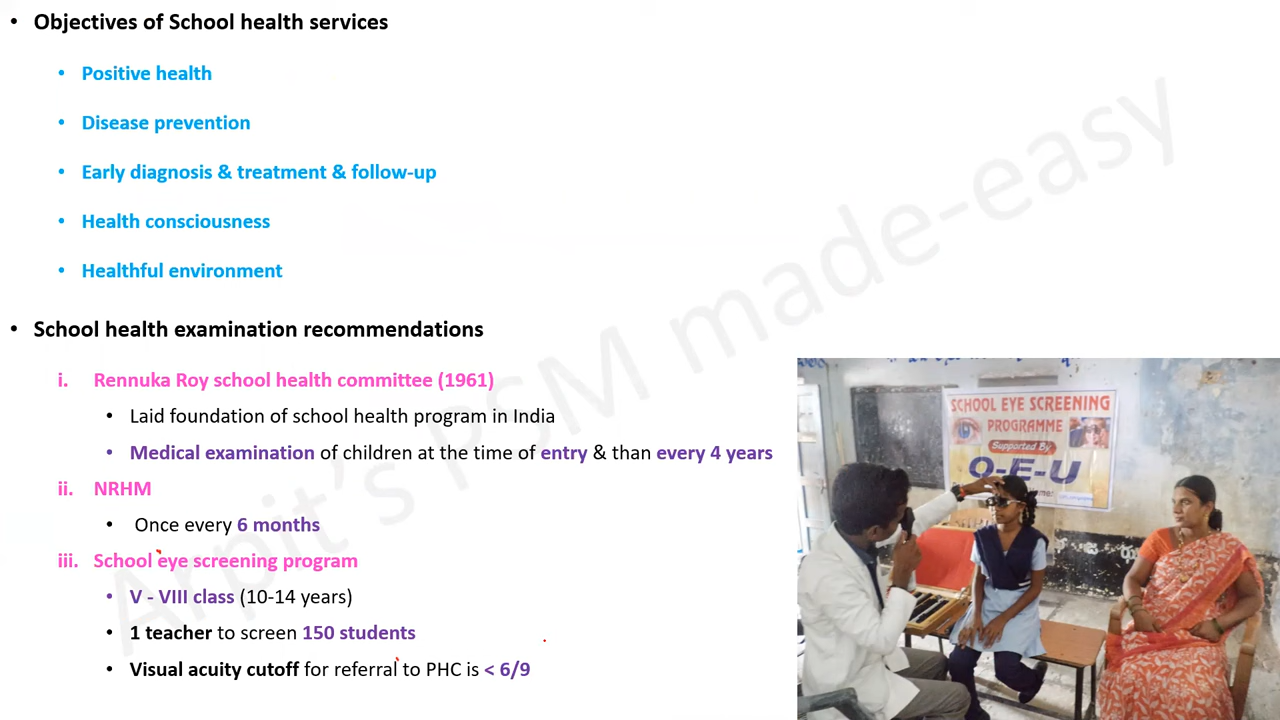 • Objectives of School health services
• Positive health
• Disease prevention
• Early diagnosis & treatment & follow-up
• Health consciousness
• Healthful environment
• School health examination recommendations
i. Rennuka Roy school health committee (1961)
• Laid foundation of school health program in India
• Medical examination of children at the time of entry & than every 4 years
ii. NRHM
• Once every 6 months
iii. School eye screening program
• V - VIII class (10-14 years)
• 1 teacher to screen 150 students
• Visual acuity cutoff for referral to PHC is < 6/9
Arpit's PSM made-easy
SCHOOL EYE SCREENING
PROGRAMME
Supported By
O-E-U